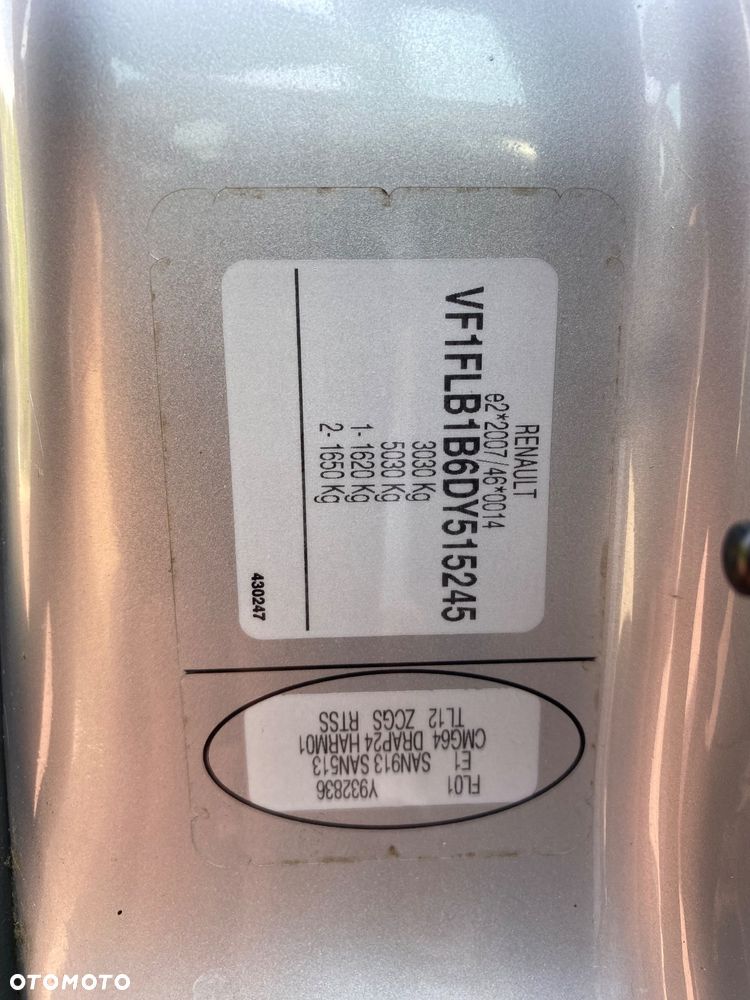 RENAULT
e2*2007/46*0014
VF1FLB1B6DY515245
3030 Kg
5030 Kg
1- 1620 Kg
2- 1650 Kg
430247
FL01 Y932836
E1 SAN913 SAN513
CMG64 DRAP24 HARM01
TL12 ZCGS RTSS
OTOMOTO